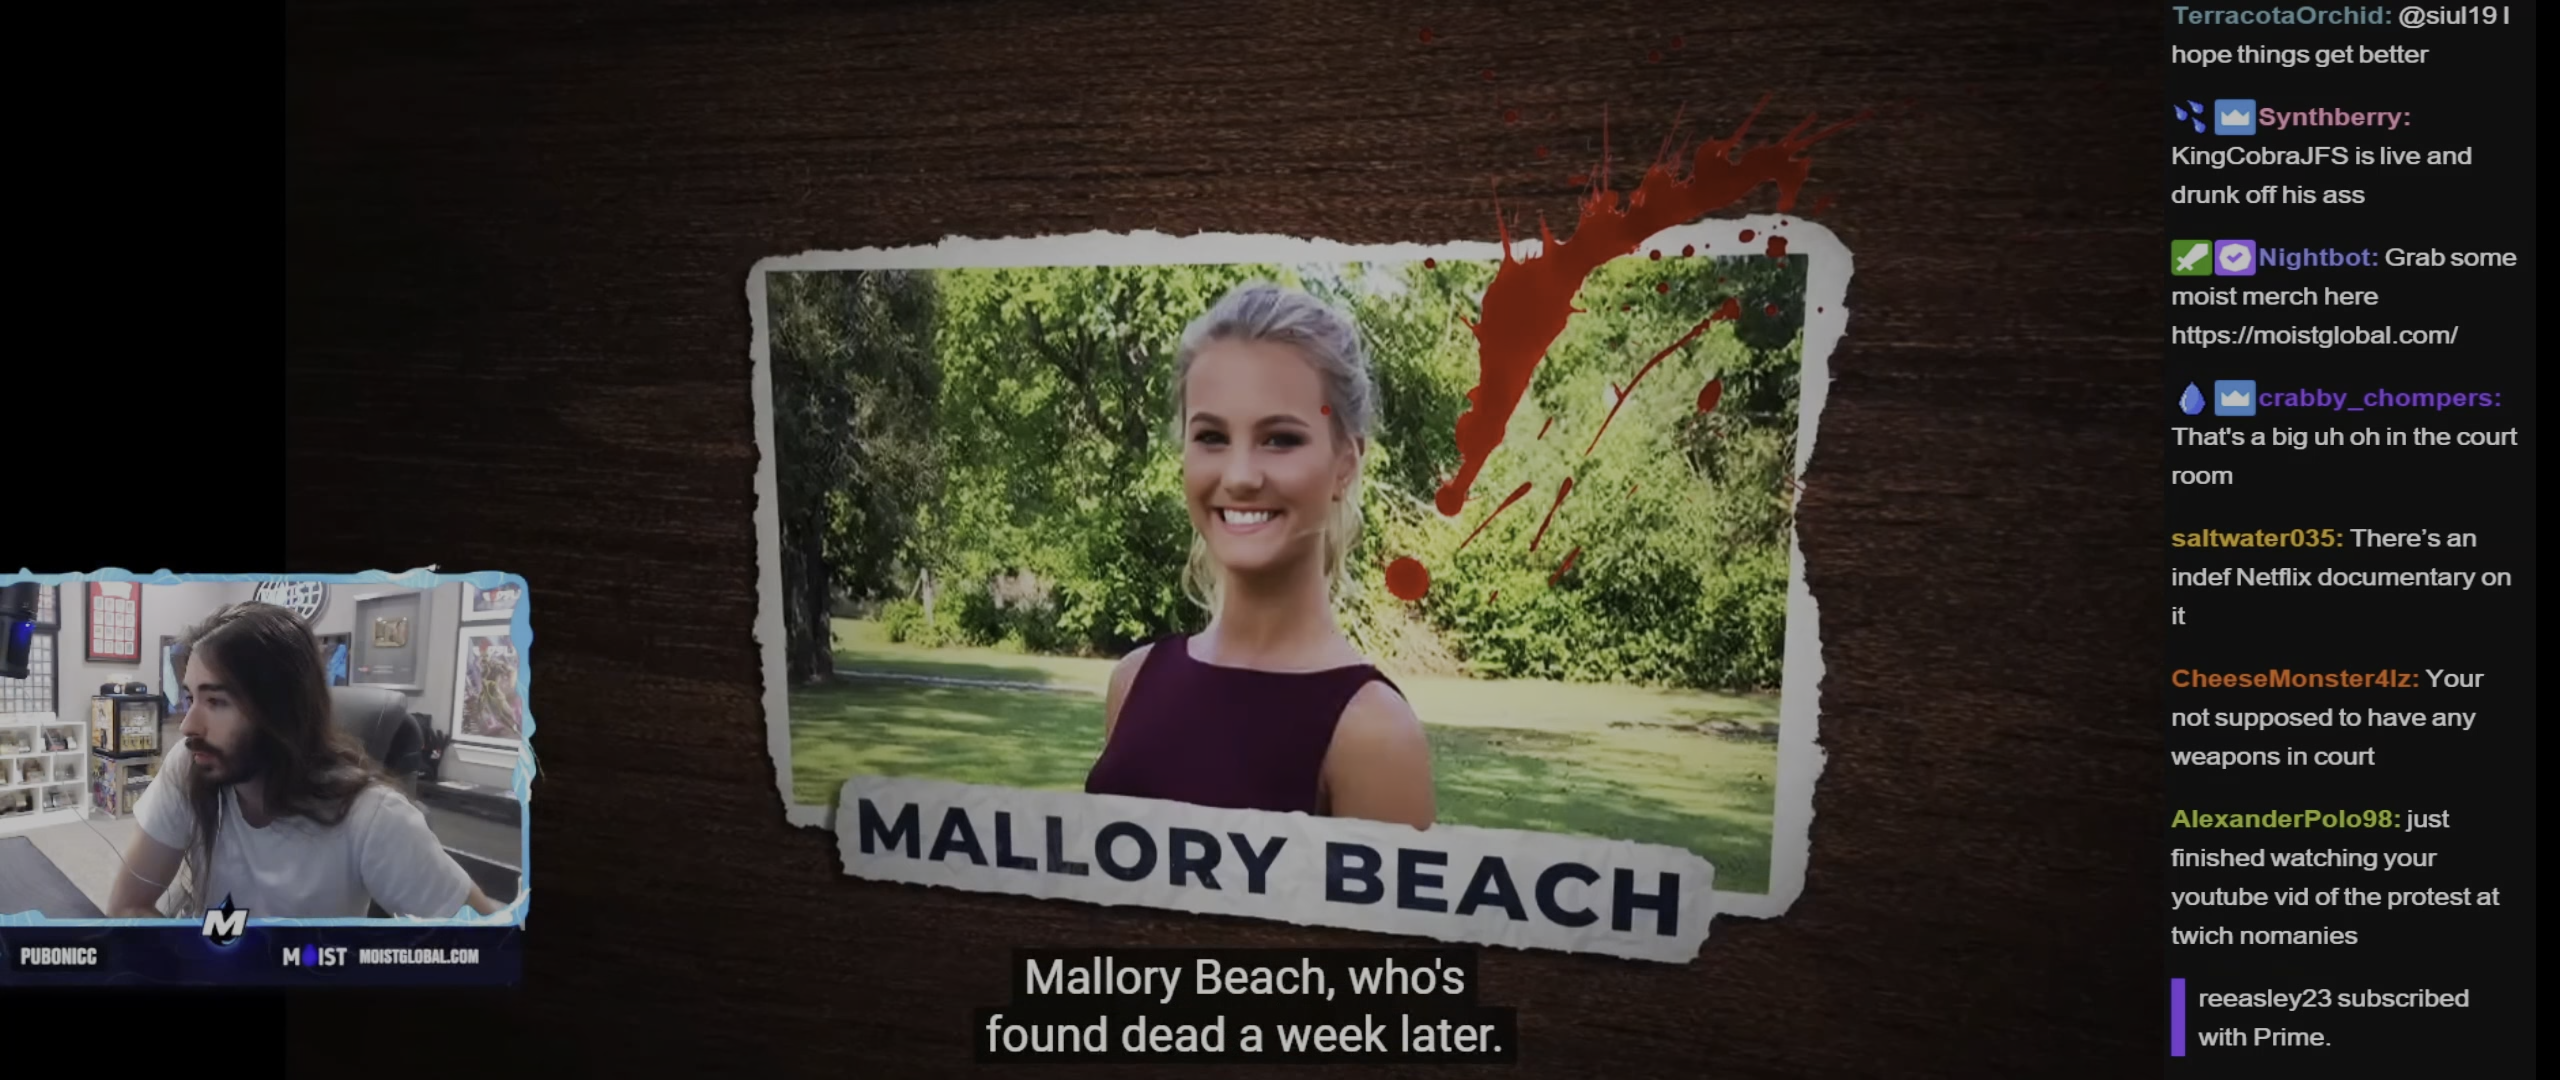 MALLORY BEACH
Mallory Beach, who's
found dead a week later.
M
PUBONICC
MOIST
MOISTGLOBAL.COM
TerracotaOrchid: @siul19 I
hope things get better
Synthberry:
KingCobraJFS is live and
drunk off his ass
Nightbot: Grab some
moist merch here
https://moistglobal.com/
crabby_chompers:
That's a big uh oh in the court
room
saltwater035: There's an
indef Netflix documentary on
it
CheeseMonster4lz: Your
not supposed to have any
weapons in court
AlexanderPolo98: just
finished watching your
youtube vid of the protest at
twich nomanies
reeasley23 subscribed
with Prime.